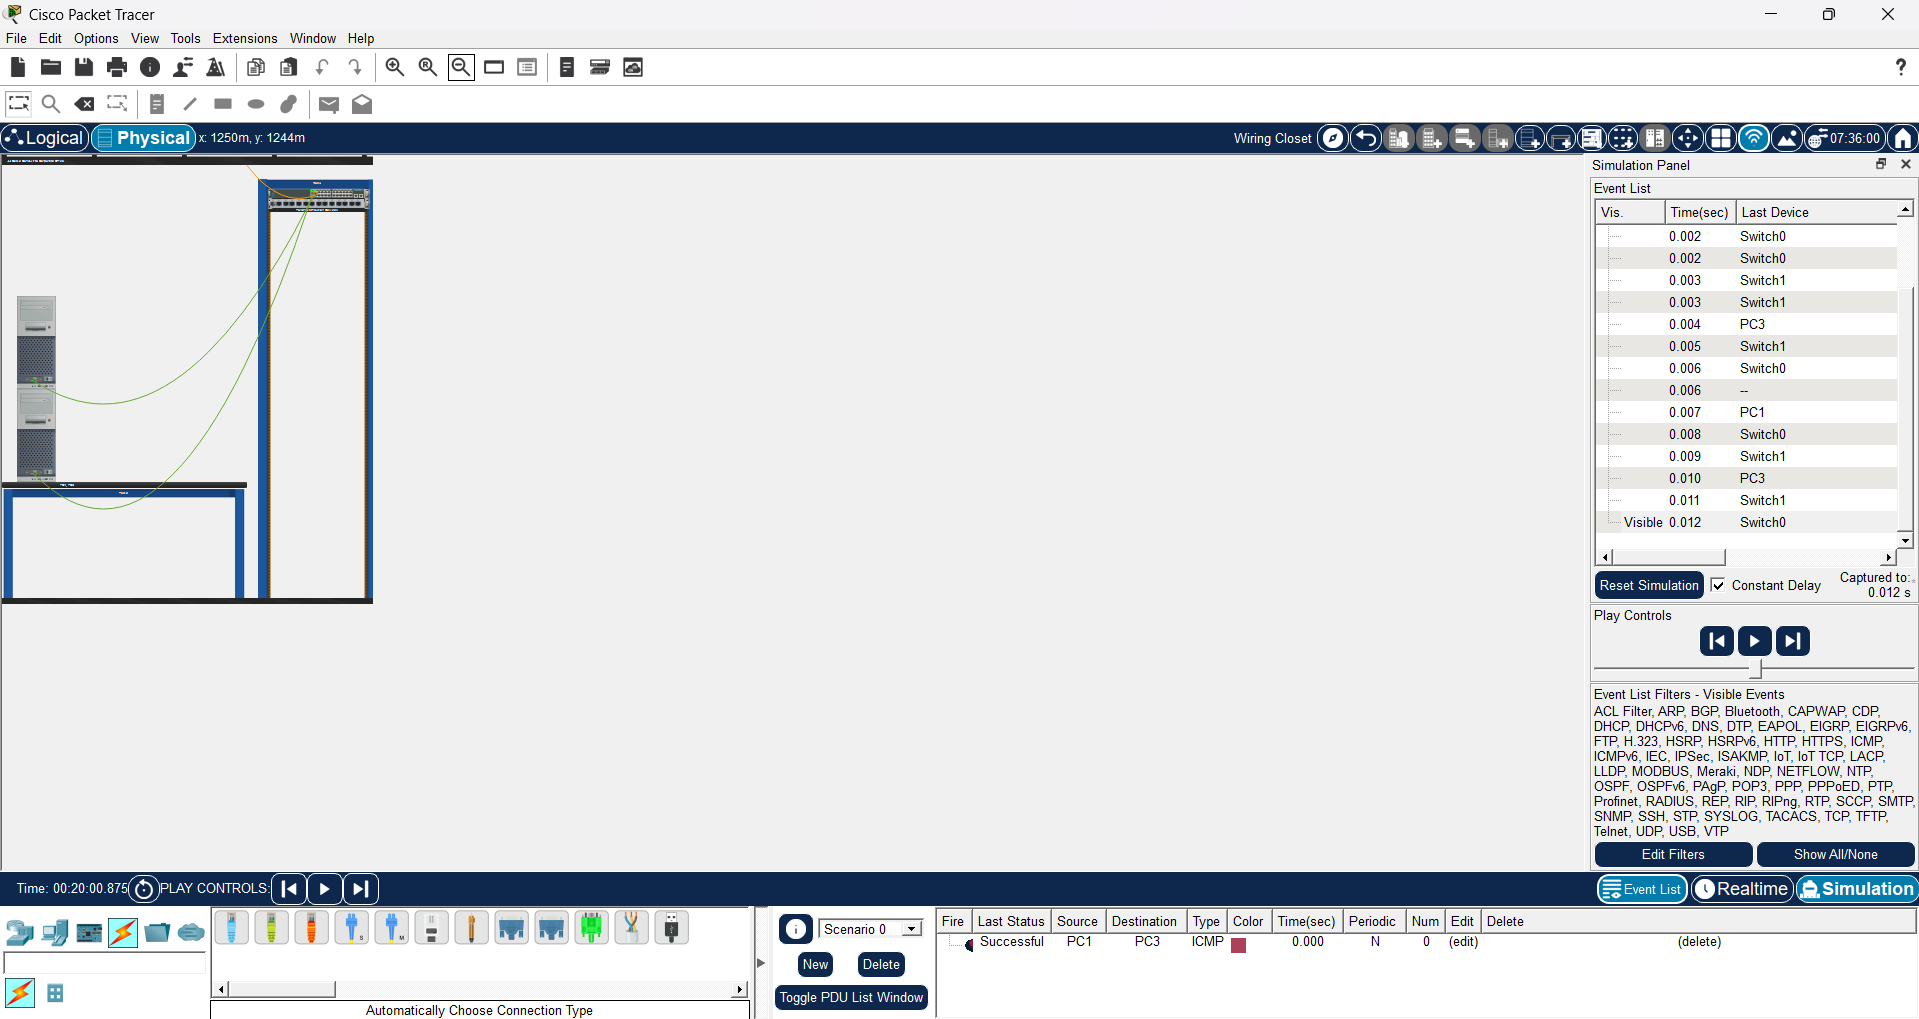 Cisco Packet Tracer
File Edit Options View Tools Extensions Window Help
Logical Physical x: 1250m, y: 1244m Wiring Closet 07:36:00
Simulation Panel
Event List
Vis. Time(sec) Last Device
0.002 Switch0
0.002 Switch0
0.003 Switch1
0.003 Switch1
0.004 PC3
0.005 Switch1
0.006 Switch0
0.006 --
0.007 PC1
0.008 Switch0
0.009 Switch1
0.010 PC3
0.011 Switch1
Visible 0.012 Switch0
Reset Simulation Constant Delay Captured to:
0.012 s
Play Controls
Event List Filters - Visible Events
ACL Filter, ARP, BGP, Bluetooth, CAPWAP, CDP,
DHCP, DHCPv6, DNS, DTP, EAPOL, EIGRP, EIGRPv6,
FTP, H.323, HSRP, HSRPv6, HTTP, HTTPS, ICMP,
ICMPv6, IEC, IPSec, ISAKMP, IoT, IoT TCP, LACP,
LLDP, MODBUS, Meraki, NDP, NETFLOW, NTP,
OSPF, OSPFv6, PAgP, POP3, PPP, PPPoED, PTP,
Profinet, RADIUS, REP, RIP, RIPng, RTP, SCCP, SMTP,
SNMP, SSH, STP, SYSLOG, TACACS, TCP, TFTP,
Telnet, UDP, USB, VTP
Edit Filters Show All/None
Time: 00:20:00.875 PLAY CONTROLS: Event List Realtime Simulation
Scenario 0
New Delete
Toggle PDU List Window
Fire Last Status Source Destination Type Color Time(sec) Periodic Num Edit Delete
Successful PC1 PC3 ICMP 0.000 N 0 (edit) (delete)
Automatically Choose Connection Type